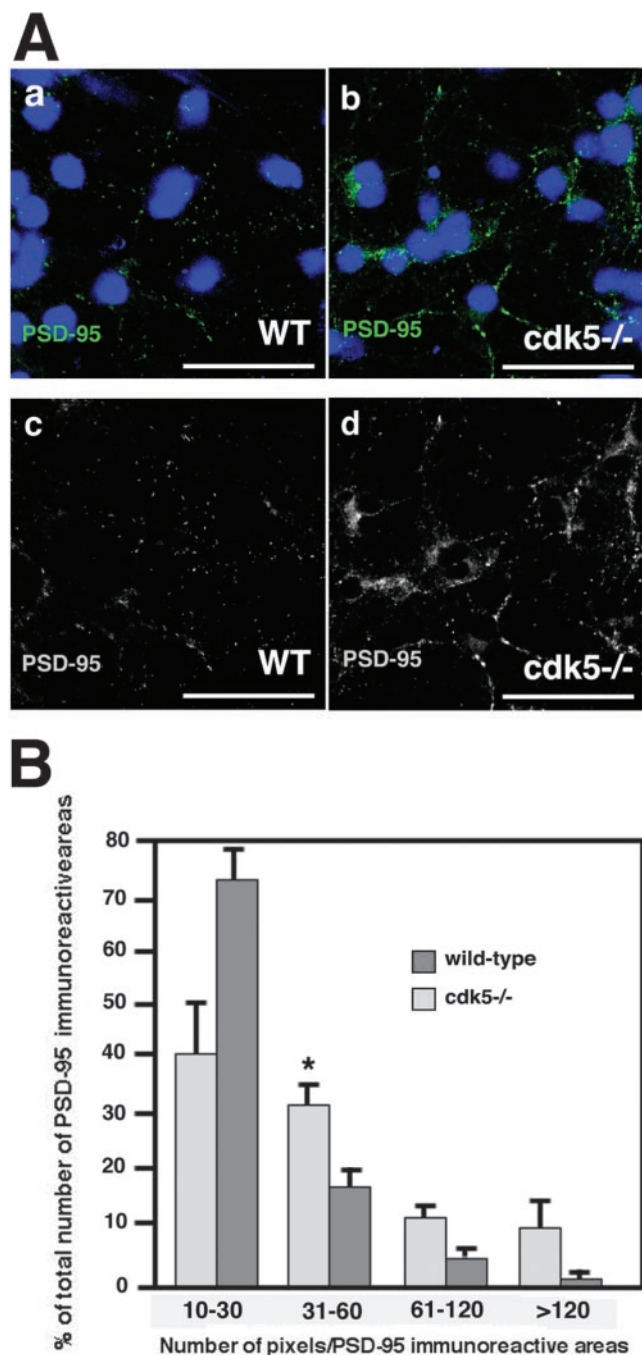 A
a
b
PSD-95
WT
PSD-95
cdk5-/-
c
d
PSD-95
WT
PSD-95
cdk5-/-
B
% of total number of PSD-95 immunoreactiveareas
80
70
60
50
40
30
20
10
0
wild-type
cdk5-/-
*
10-30
31-60
61-120
>120
Number of pixels/PSD-95 immunoreactive areas